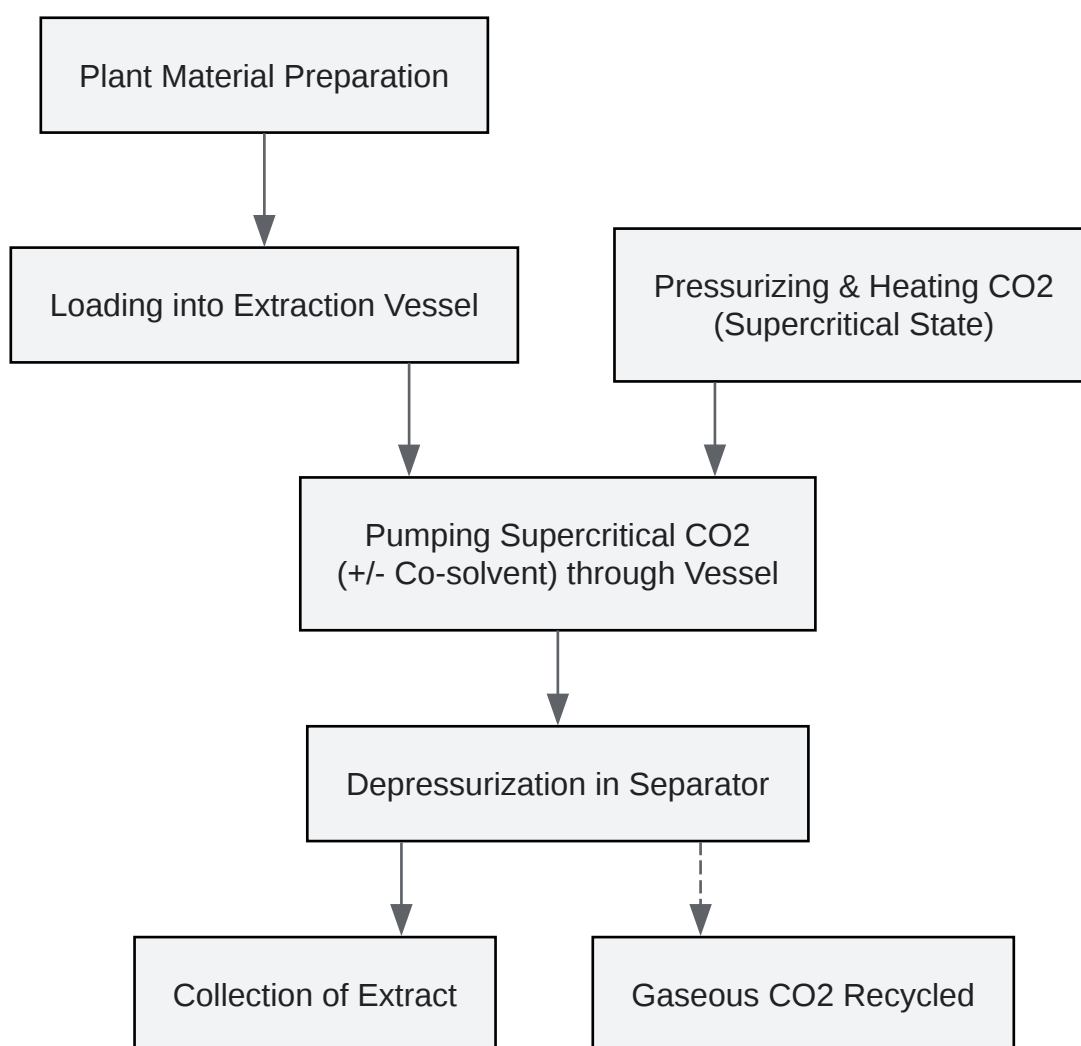 Plant Material Preparation
Loading into Extraction Vessel
Pressurizing & Heating CO2
(Supercritical State)
Pumping Supercritical CO2
(+/- Co-solvent) through Vessel
Depressurization in Separator
Collection of Extract
Gaseous CO2 Recycled